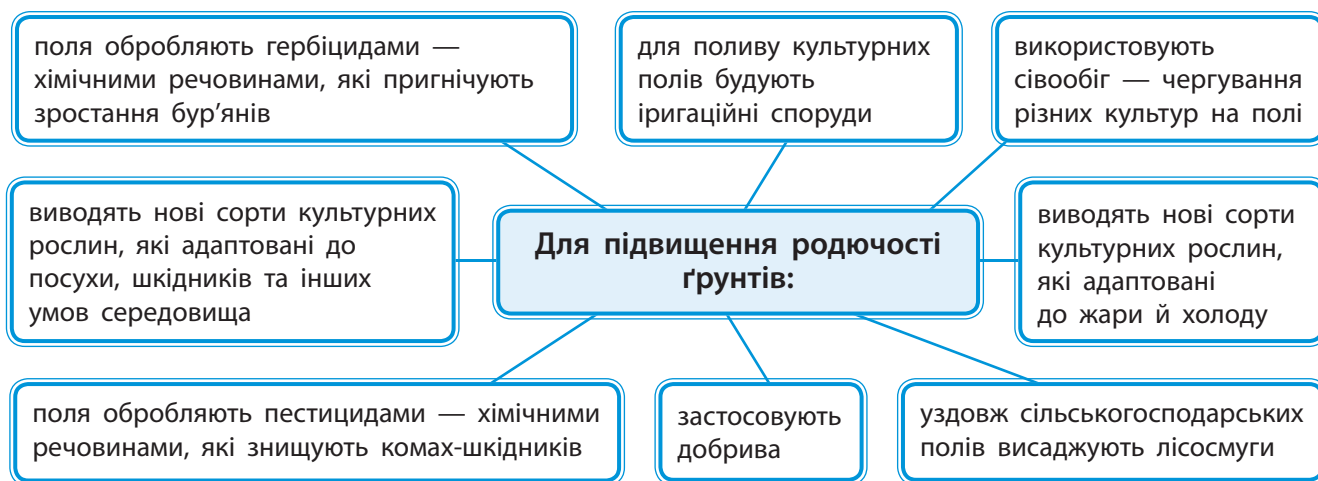 поля обробляють гербіцидами —
хімічними речовинами, які пригнічують
зростання бур'янів
для поливу культурних
полів будують
іригаційні споруди
використовують
сівообіг — чергування
різних культур на полі
виводять нові сорти культурних
рослин, які адаптовані до
посухи, шкідників та інших
умов середовища
Для підвищення родючості
ґрунтів:
виводять нові сорти
культурних рослин,
які адаптовані
до жари й холоду
поля обробляють пестицидами — хімічними
речовинами, які знищують комах-шкідників
застосовують
добрива
уздовж сільськогосподарських
полів висаджують лісосмуги